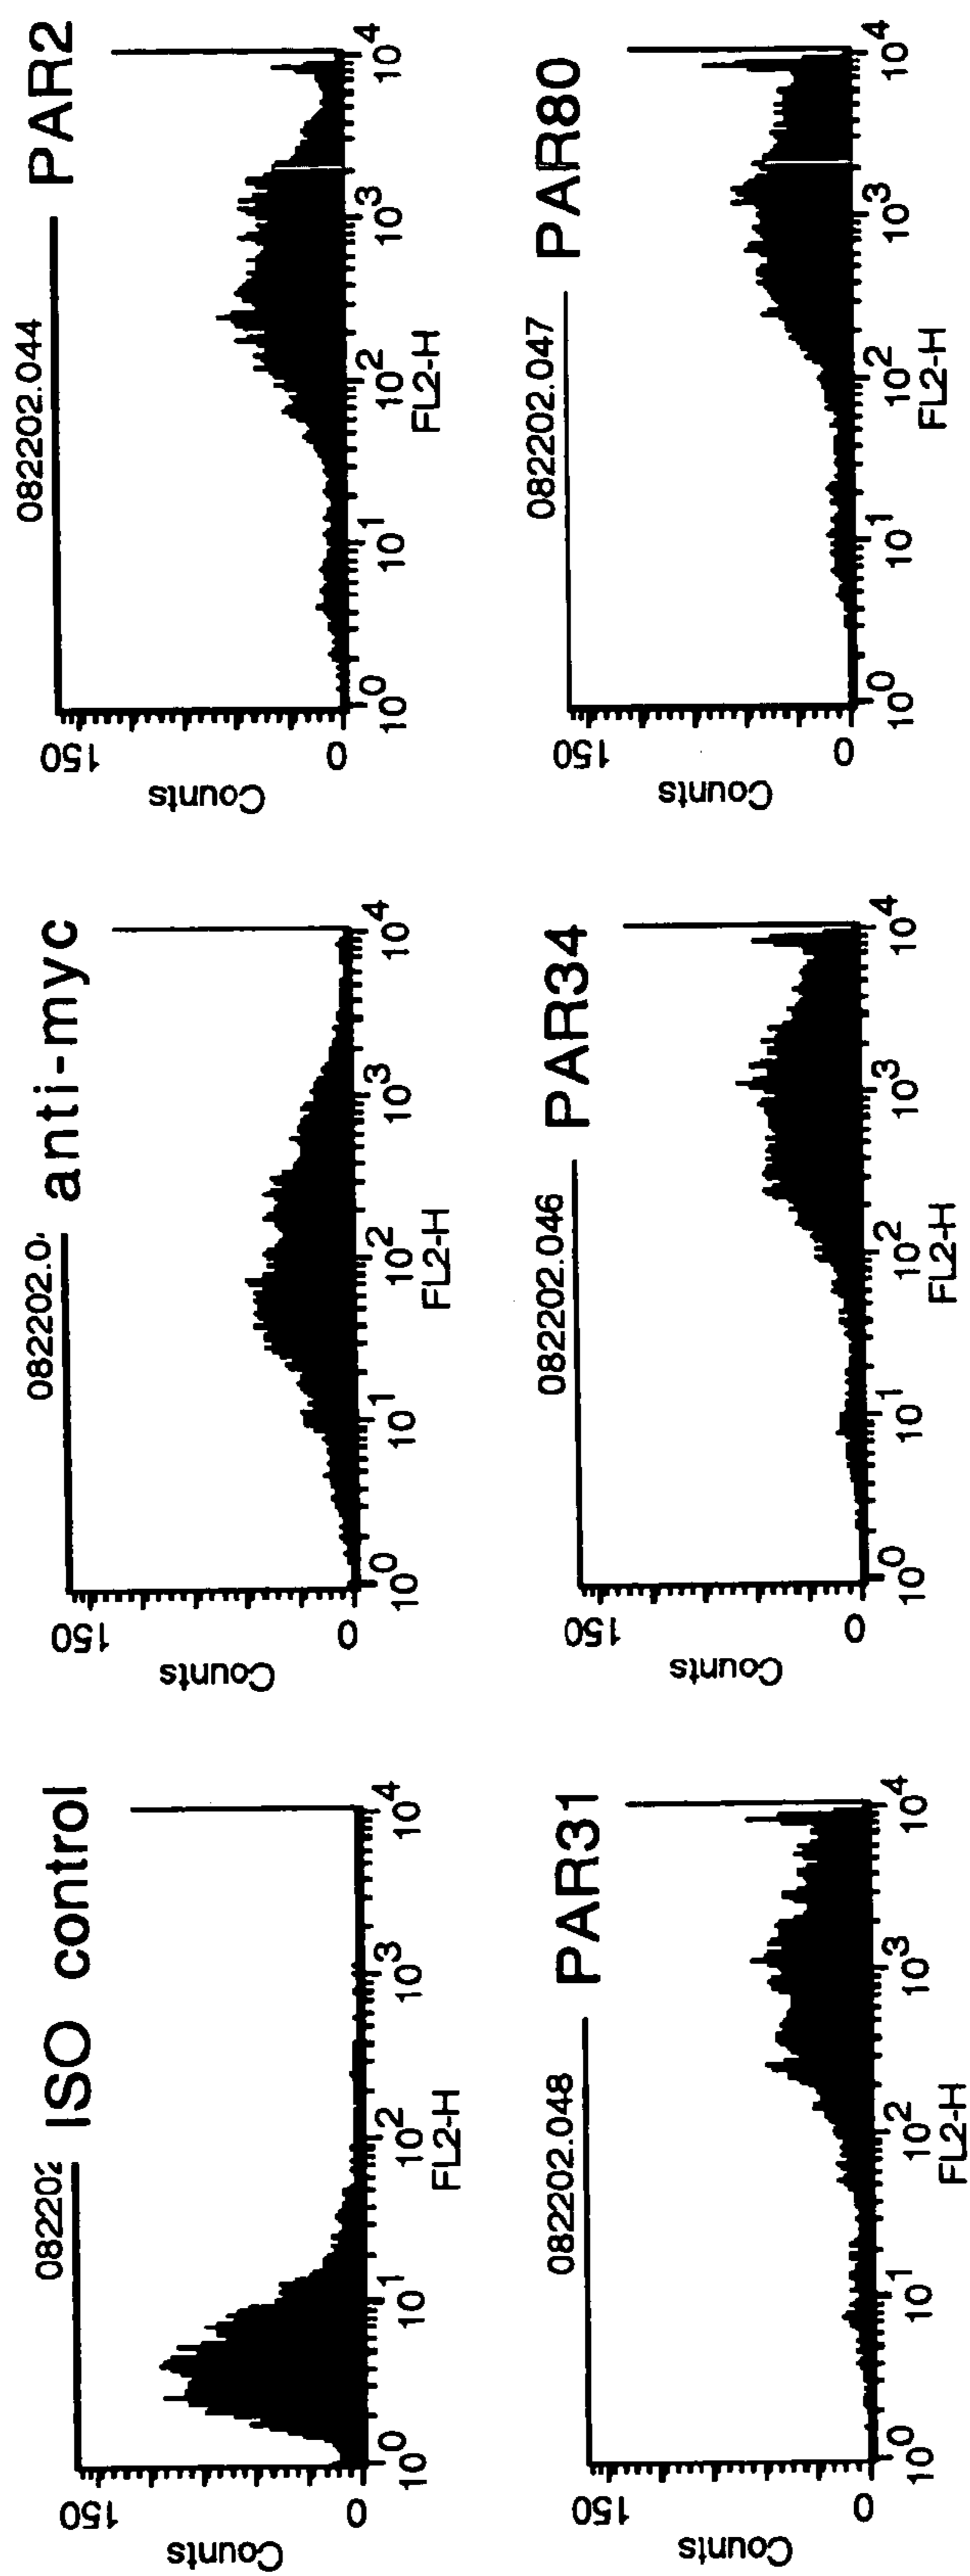 082202 ISO control
150
Counts
0
10^0 10^1 10^2 10^3 10^4
FL2-H
082202.0 anti-myc
150
Counts
0
10^0 10^1 10^2 10^3 10^4
FL2-H
082202.044 PAR2
150
Counts
0
10^0 10^1 10^2 10^3 10^4
FL2-H
082202.048 PAR31
150
Counts
0
10^0 10^1 10^2 10^3 10^4
FL2-H
082202.046 PAR34
150
Counts
0
10^0 10^1 10^2 10^3 10^4
FL2-H
082202.047 PAR80
150
Counts
0
10^0 10^1 10^2 10^3 10^4
FL2-H